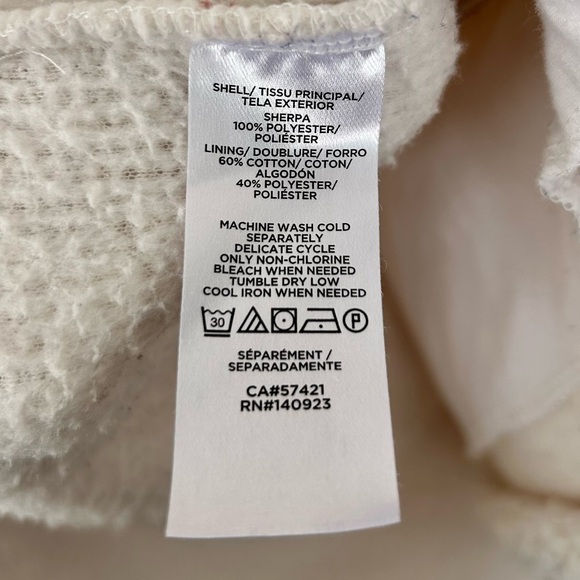 SHELL/ TISSU PRINCIPAL/
TELA EXTERIOR
SHERPA
100% POLYESTER/
POLIÉSTER
LINING/ DOUBLURE/ FORRO
60% COTTON/ COTON/
ALGODÓN
40% POLYESTER/
POLIÉSTER
MACHINE WASH COLD
SEPARATELY
DELICATE CYCLE
ONLY NON-CHLORINE
BLEACH WHEN NEEDED
TUMBLE DRY LOW
COOL IRON WHEN NEEDED
30 P
SÉPARÉMENT /
SEPARADAMENTE
CA#57421
RN#140923